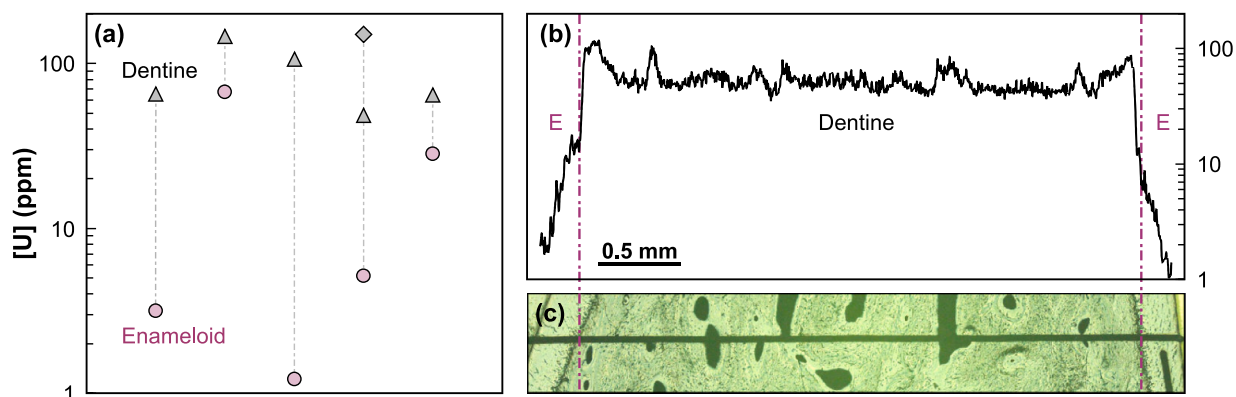 (a)
100
Dentine
10
Enameloid
1
[U] (ppm)
(b)
100
E
Dentine
E
10
0.5 mm
1
(c)